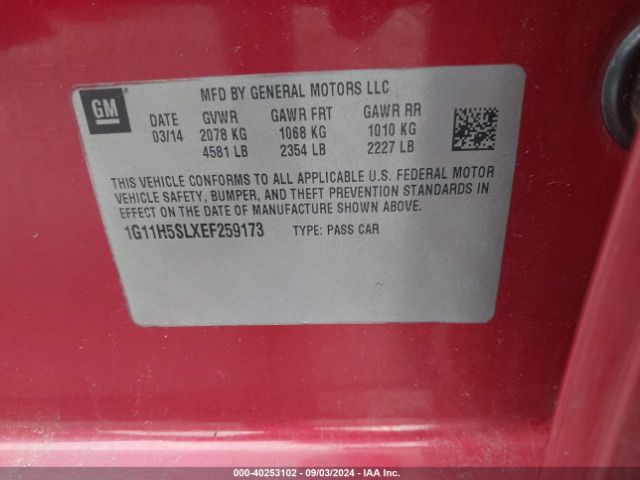 GM
MFD BY GENERAL MOTORS LLC
DATE GVWR GAWR FRT GAWR RR
03/14 2078 KG 1068 KG 1010 KG
4581 LB 2354 LB 2227 LB
THIS VEHICLE CONFORMS TO ALL APPLICABLE U.S. FEDERAL MOTOR
VEHICLE SAFETY, BUMPER, AND THEFT PREVENTION STANDARDS IN
EFFECT ON THE DATE OF MANUFACTURE SHOWN ABOVE.
1G11H5SLXEF259173 TYPE: PASS CAR
000-40253102 - 09/03/2024 - IAA Inc.